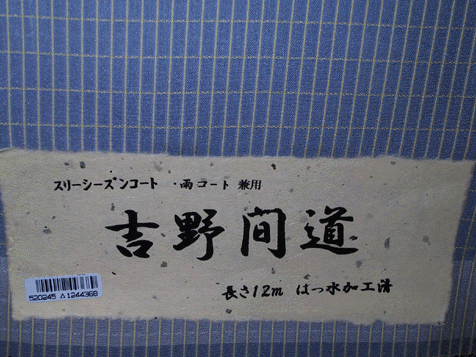 スリーシーズンコート ・雨コート 兼用
吉野間道
長さ12m はっ水加工済
520245 A1244368